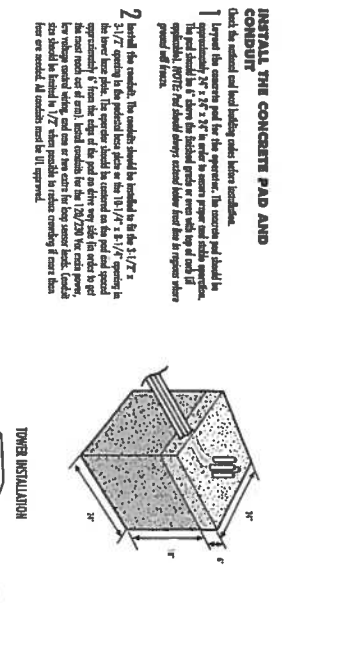 INSTALL THE CONCRETE PAD AND
CONDUIT
Check the national and local building codes before installation.
1 Layout the concrete pad for the operator. The concrete pad should be
approximately 24" x 24" x 24" in order to secure proper and stable operation.
The pad should be 6" above the finished grade or even with top of curb (if
applicable). NOTE: Pad should always extend below frost line in regions where
ground will freeze.
2 Install the conduit. The conduits should be installed to fit the 2-1/2" x
3-1/2" opening in the pedestal base plate or the 10-1/4" x 6-1/4" opening in
the tower base plate. The operator should be centered on the pad and spaced
approximately 6" from the edge of the pad on drive way side (in order to get
the most reach out of arm). Install conduits for the 120/230 Vac main power,
low voltage control wiring, and one or two extra for loop sensor leads. Conduit
size should be limited to 1/2" when possible to reduce crowding if more than
four are needed. All conduits must be UL approved.
24"
6"
18"
24"
TOWER INSTALLATION